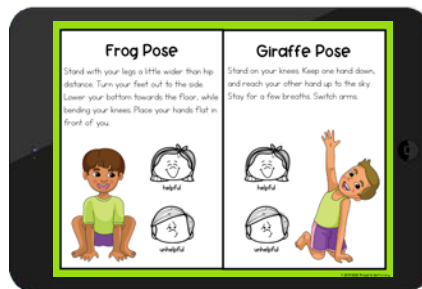 Frog Pose
Stand with your legs a little wider than hip
distance. Turn your feet out to the side.
Lower your bottom towards the floor, while
bending your knees. Place your hands flat in
front of you.
helpful
unhelpful
Giraffe Pose
Stand on your knees. Keep one hand down,
and reach your other hand up to the sky.
Stay for a few breaths. Switch arms.
helpful
unhelpful